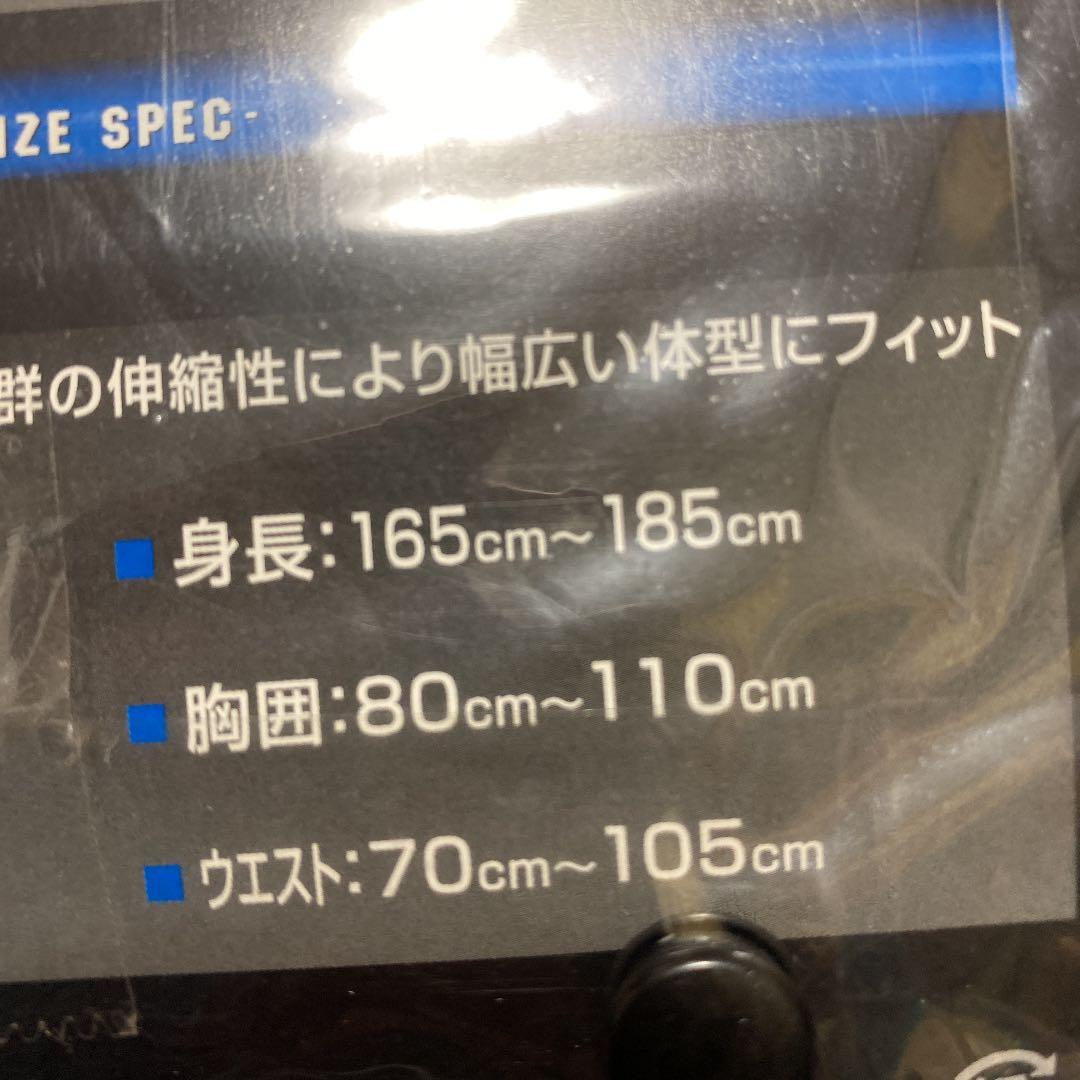 IZE SPEC-
群の伸縮性により幅広い体型にフィット
■ 身長：165cm～185cm
■ 胸囲：80cm～110cm
■ ウエスト：70cm～105cm